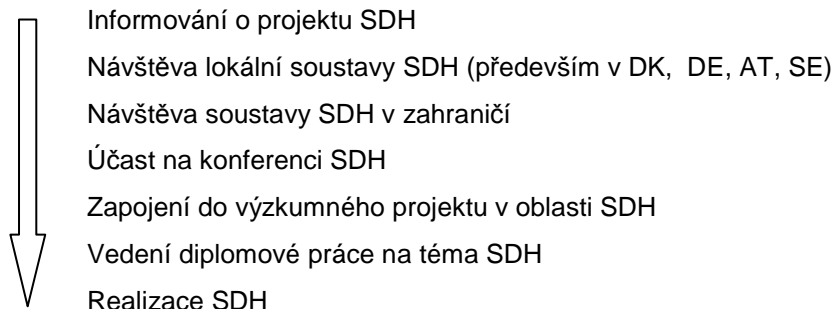 Informování o projektu SDH
Návštěva lokální soustavy SDH (především v DK, DE, AT, SE)
Návštěva soustavy SDH v zahraničí
Účast na konferenci SDH
Zapojení do výzkumného projektu v oblasti SDH
Vedení diplomové práce na téma SDH
Realizace SDH